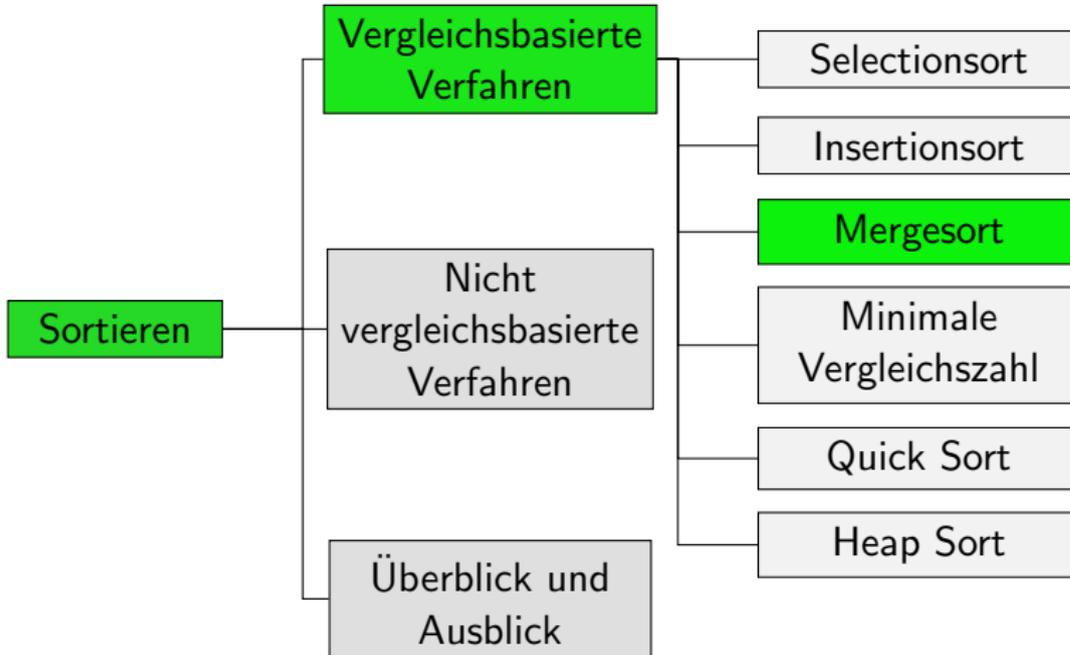 Sortieren
Vergleichsbasierte
Verfahren
Nicht
vergleichsbasierte
Verfahren
Überblick und
Ausblick
Selectionsort
Insertionsort
Mergesort
Minimale
Vergleichszahl
Quick Sort
Heap Sort